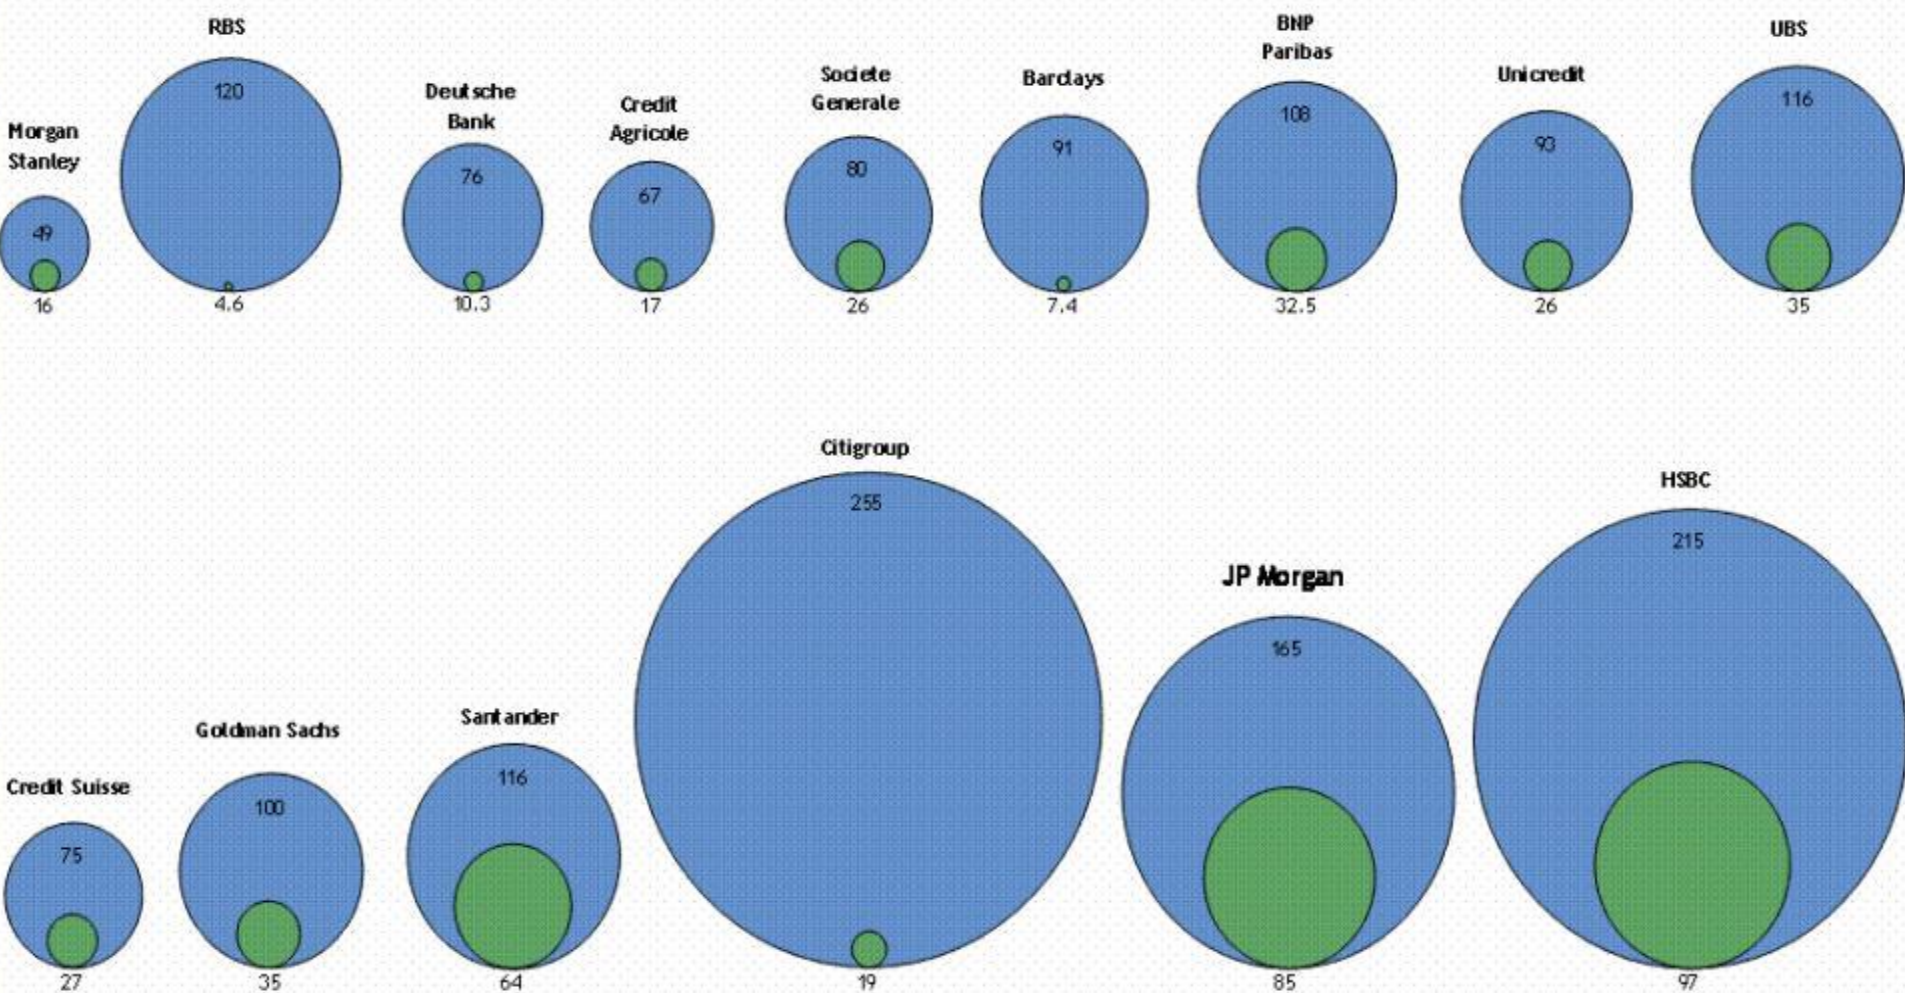 RBS
120
4.6
Morgan
Stanley
49
16
Deutsche
Bank
76
10.3
Credit
Agricole
67
17
Societe
Generale
80
26
Barclays
91
7.4
BNP
Paribas
108
32.5
Unicredit
93
26
UBS
116
35
Credit Suisse
75
27
Goldman Sachs
100
35
Santander
116
64
Citigroup
255
19
JP Morgan
165
85
HSBC
215
97